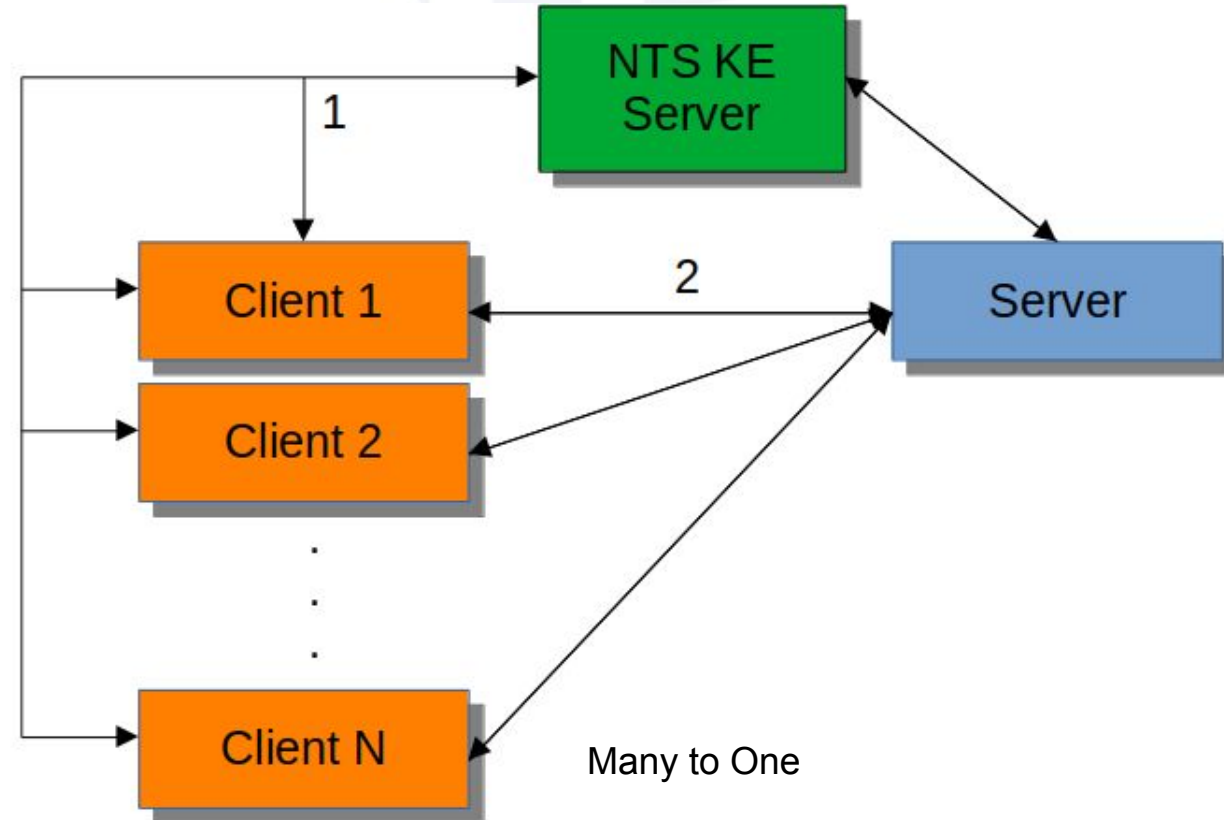 NTS KE
Server
1
Client 1
2
Server
Client 2
.
.
.
Client N
Many to One